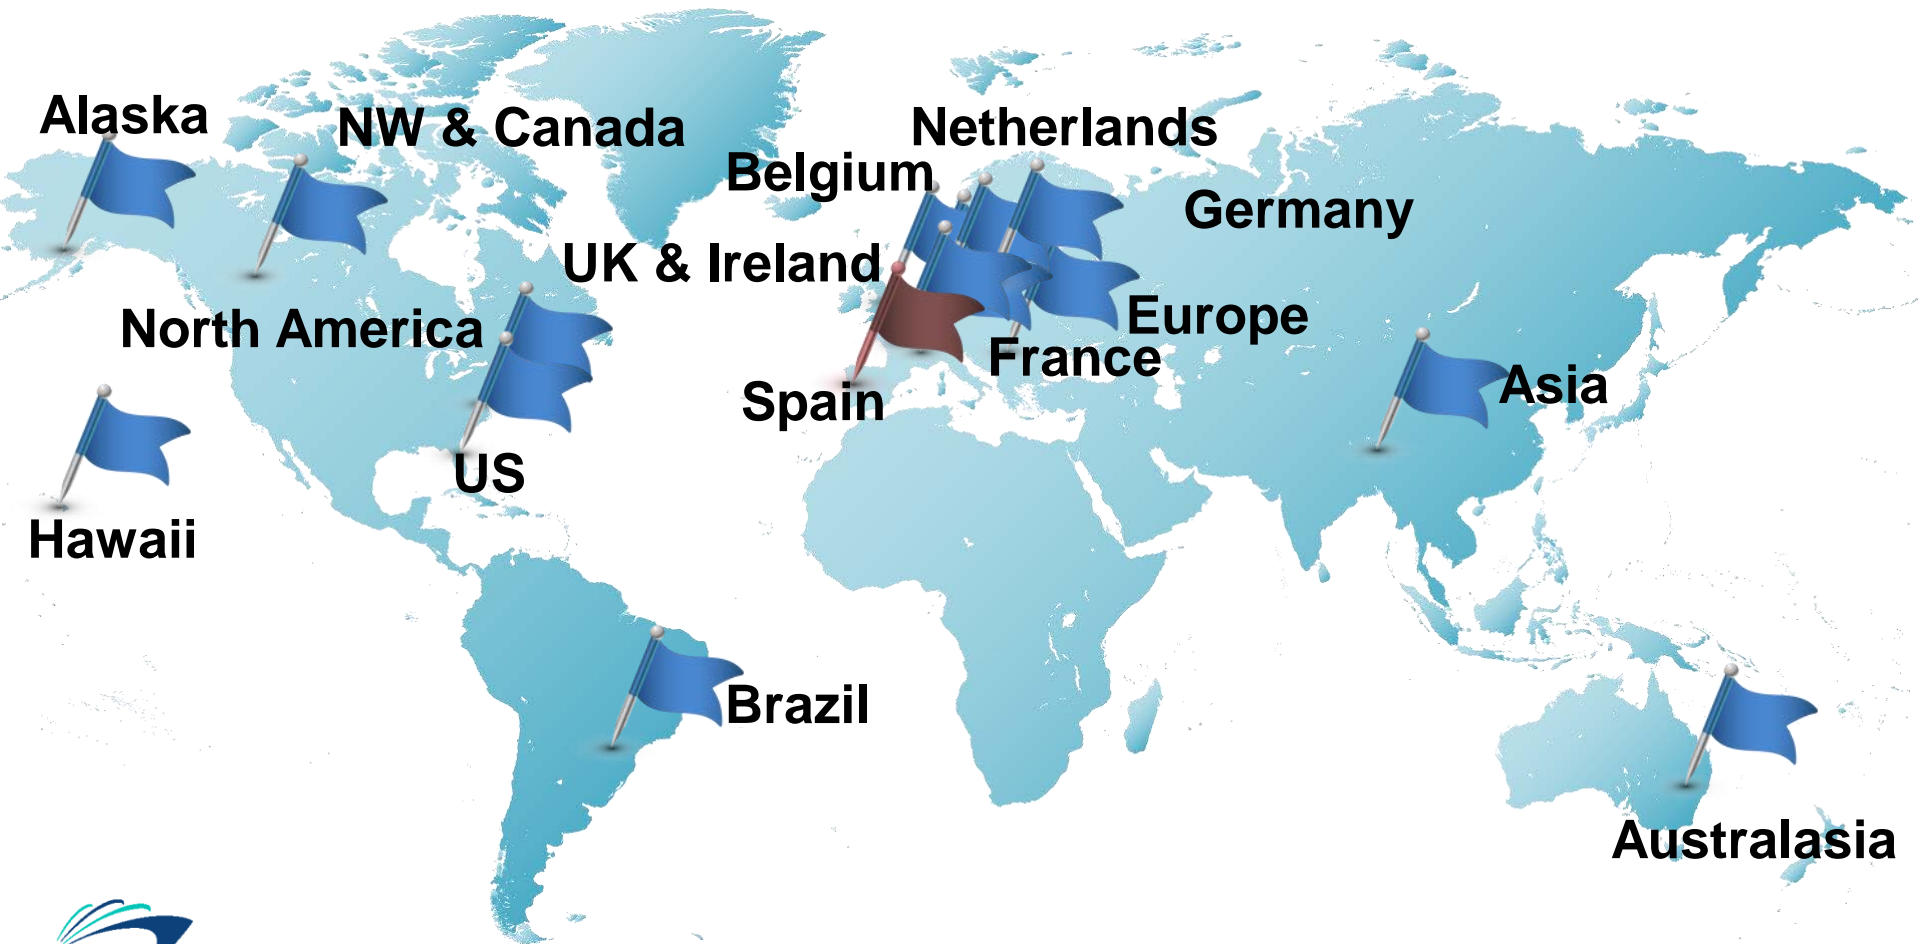 Alaska
NW & Canada
Netherlands
Belgium
Germany
UK & Ireland
North America
Europe
France
Spain
Asia
US
Hawaii
Brazil
Australasia